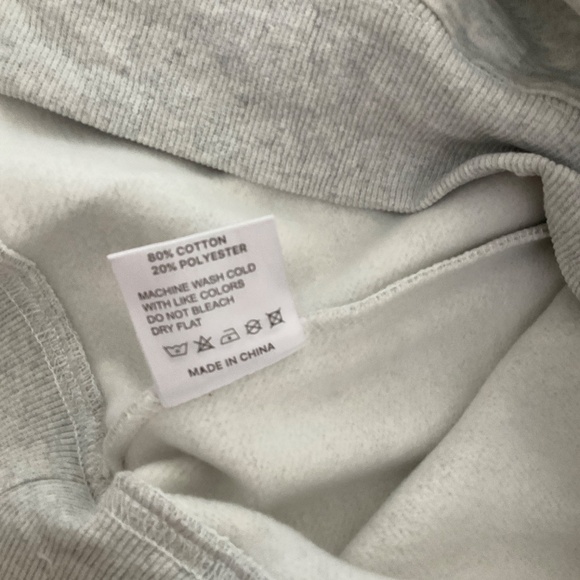 80% COTTON
20% POLYESTER
MACHINE WASH COLD
WITH LIKE COLORS
DO NOT BLEACH
DRY FLAT
MADE IN CHINA